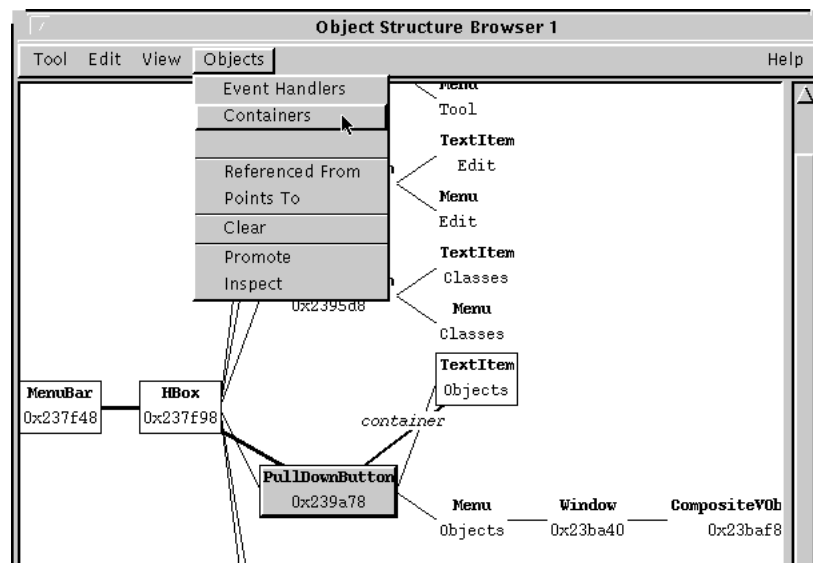 Object Structure Browser 1
Tool Edit View Objects Help
Event Handlers
Containers
Referenced From
Points To
Clear
Promote
Inspect
Menu
Tool
TextItem
Edit
Menu
Edit
TextItem
Classes
0x2395d8
Menu
Classes
TextItem
Objects
MenuBar
0x237f48
HBox
0x237f98
container
PullDownButton
0x239a78
Menu
Objects
Window
0x23ba40
CompositeVOb
0x23baf8